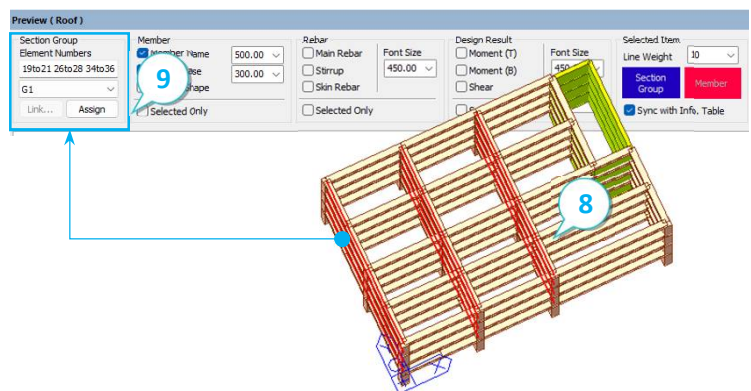 Preview ( Roof )
Section Group
Element Numbers
19to21 26to28 34to36
G1
Link...
Assign
9
Member
Member Name
500.00
300.00
Selected Only
Rebar
Main Rebar
Stirrup
Skin Rebar
Font Size
450.00
Selected Only
Design Result
Moment (T)
Moment (B)
Shear
Font Size
Selected Item
Line Weight
10
Section
Group
Member
Sync with Info. Table
8